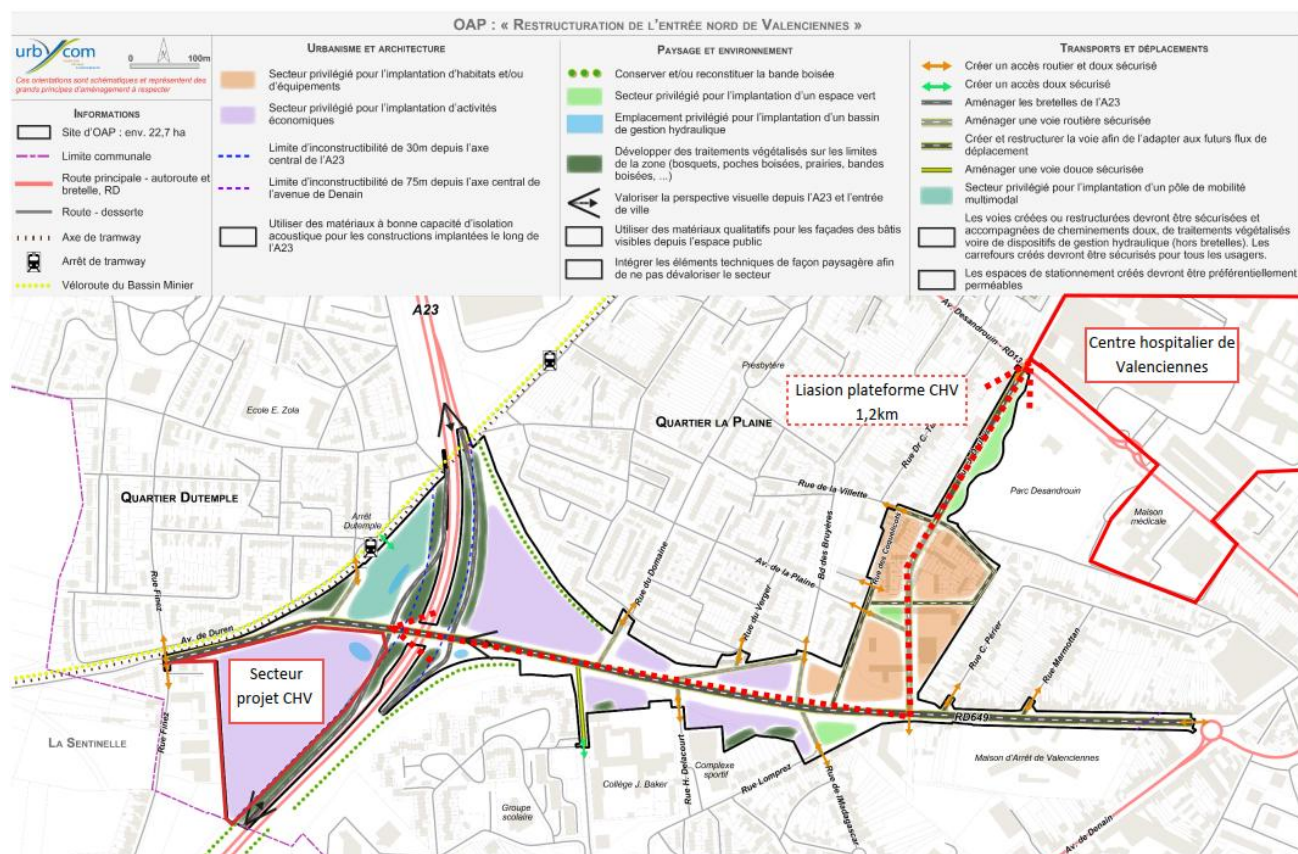 OAP : « RESTRUCTURATION DE L'ENTRÉE NORD DE VALENCIENNES »
urbycom
0 100m
Ces orientations sont schématiques et représentent des
grands principes d'aménagement à respecter
INFORMATIONS
Site d'OAP : env. 22,7 ha
Limite communale
Route principale - autoroute et
bretelle, RD
Route - desserte
Axe de tramway
Arrêt de tramway
Véloroute du Bassin Minier
URBANISME ET ARCHITECTURE
Secteur privilégié pour l'implantation d'habitats et/ou
d'équipements
Secteur privilégié pour l'implantation d'activités
économiques
Limite d'inconstructibilité de 30m depuis l'axe
central de l'A23
Limite d'inconstructibilité de 75m depuis l'axe central de
l'avenue de Denain
Utiliser des matériaux à bonne capacité d'isolation
acoustique pour les constructions implantées le long de
l'A23
PAYSAGE ET ENVIRONNEMENT
Conserver et/ou reconstituer la bande boisée
Secteur privilégié pour l'implantation d'un espace vert
Emplacement privilégié pour l'implantation d'un bassin
de gestion hydraulique
Développer des traitements végétalisés sur les limites
de la zone (bosquets, poches boisées, prairies, bandes
boisées, ...)
Valoriser la perspective visuelle depuis l'A23 et l'entrée
de ville
Utiliser des matériaux qualitatifs pour les façades des bâtis
visibles depuis l'espace public
Intégrer les éléments techniques de façon paysagère afin
de ne pas dévaloriser le secteur
TRANSPORTS ET DÉPLACEMENTS
Créer un accès routier et doux sécurisé
Créer un accès doux sécurisé
Aménager les bretelles de l'A23
Aménager une voie routière sécurisée
Créer et restructurer la voie afin de l'adapter aux futurs flux de
déplacement
Aménager une voie douce sécurisée
Secteur privilégié pour l'implantation d'un pôle de mobilité
multimodal
Les voies créées ou restructurées devront être sécurisées et
accompagnées de cheminements doux, de traitements végétalisés
voire de dispositifs de gestion hydraulique (hors bretelles). Les
carrefours créés devront être sécurisés pour tous les usagers.
Les espaces de stationnement créés devront être préférentiellement
perméables
A23
Av. Desandrouin - RD13
Centre hospitalier de
Valenciennes
Presbytère
Liasion plateforme CHV
1,2km
Ecole E. Zola
QUARTIER LA PLAINE
Rue Dr C.
Rue de la Villette
Parc Desandrouin
QUARTIER DUTEMPLE
Arrêt
Dutemple
Maison
médicale
Rue des Coquelicots
Bd des Bruyères
Av. de la Plaine
Rue du Domaine
Rue du Verger
Rue Finez
Av. de Duren
Rue C. Périer
Rue Marmottan
Secteur
projet CHV
RD649
LA SENTINELLE
Rue Finez
Maison d'Arrêt de Valenciennes
Collège J. Baker
Rue H. Delacourt
Complexe
sportif
Rue Lomprez
Rue de lMadagascar
Groupe
scolaire
Av. de Denain